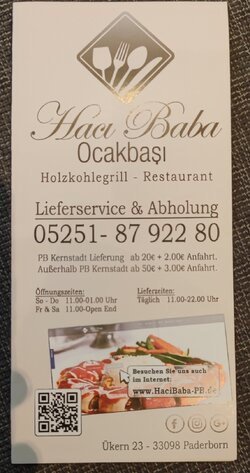 Hacı Baba
Ocakbaşı
Holzkohlegrill - Restaurant
Lieferservice & Abholung
05251- 87 922 80
PB Kernstadt Lieferung ab 20€ + 2.00€ Anfahrt.
Außerhalb PB Kernstadt ab 50€ + 3.00€ Anfahrt.
Öffnungszeiten:
So - Do 11.00-01.00 Uhr
Fr & Sa 11.00-Open End
Lieferzeiten:
Täglich 11.00-22.00 Uhr
Besuchen Sie uns auch
im Internet:
www.HaciBaba-PB.de
Ükern 23 - 33098 Paderborn